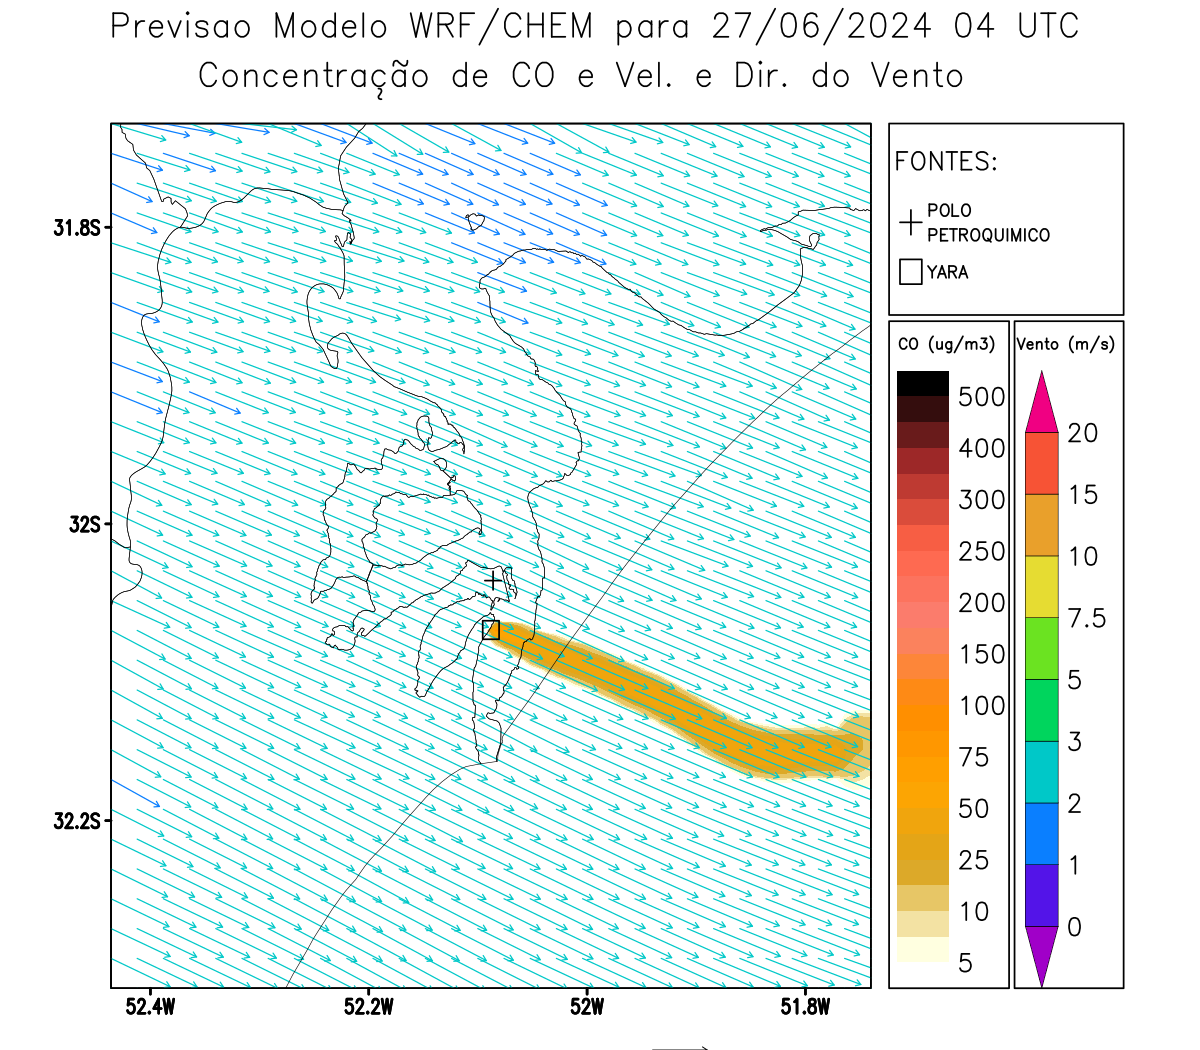 Previsao Modelo WRF/CHEM para 27/06/2024 04 UTC
Concentração de CO e Vel. e Dir. do Vento
FONTES:
POLO
PETROQUIMICO
YARA
31.8S
32S
32.2S
52.4W
52.2W
52W
51.8W
CO (ug/m3)
500
400
300
250
200
150
100
75
50
25
10
5
Vento (m/s)
20
15
10
7.5
5
3
2
1
0